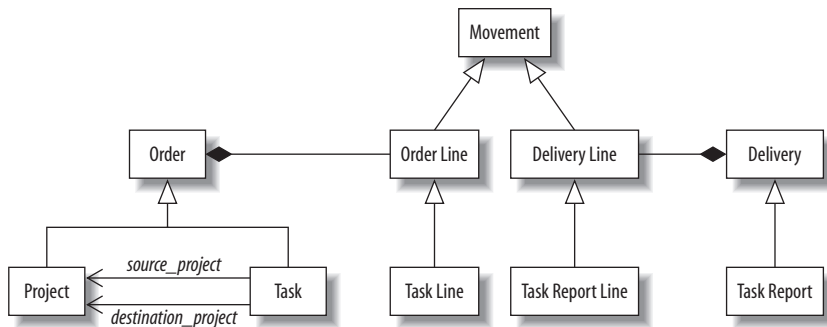 Movement
Order
Order Line
Delivery Line
Delivery
source_project
Project
Task
Task Line
Task Report Line
Task Report
destination_project